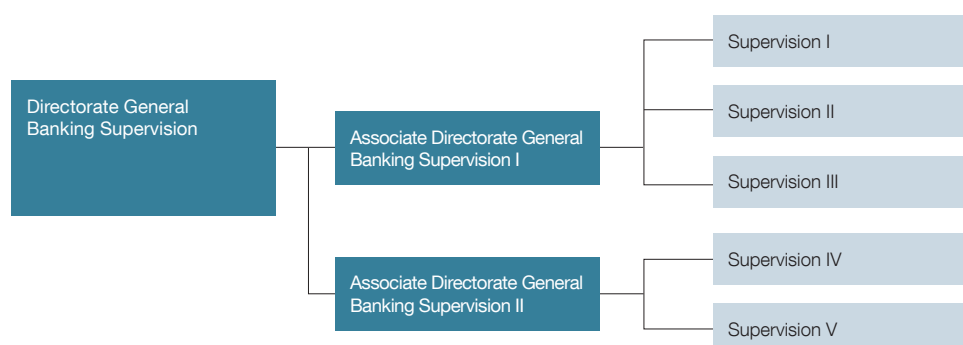 Directorate General
Banking Supervision
Associate Directorate General
Banking Supervision I
Associate Directorate General
Banking Supervision II
Supervision I
Supervision II
Supervision III
Supervision IV
Supervision V